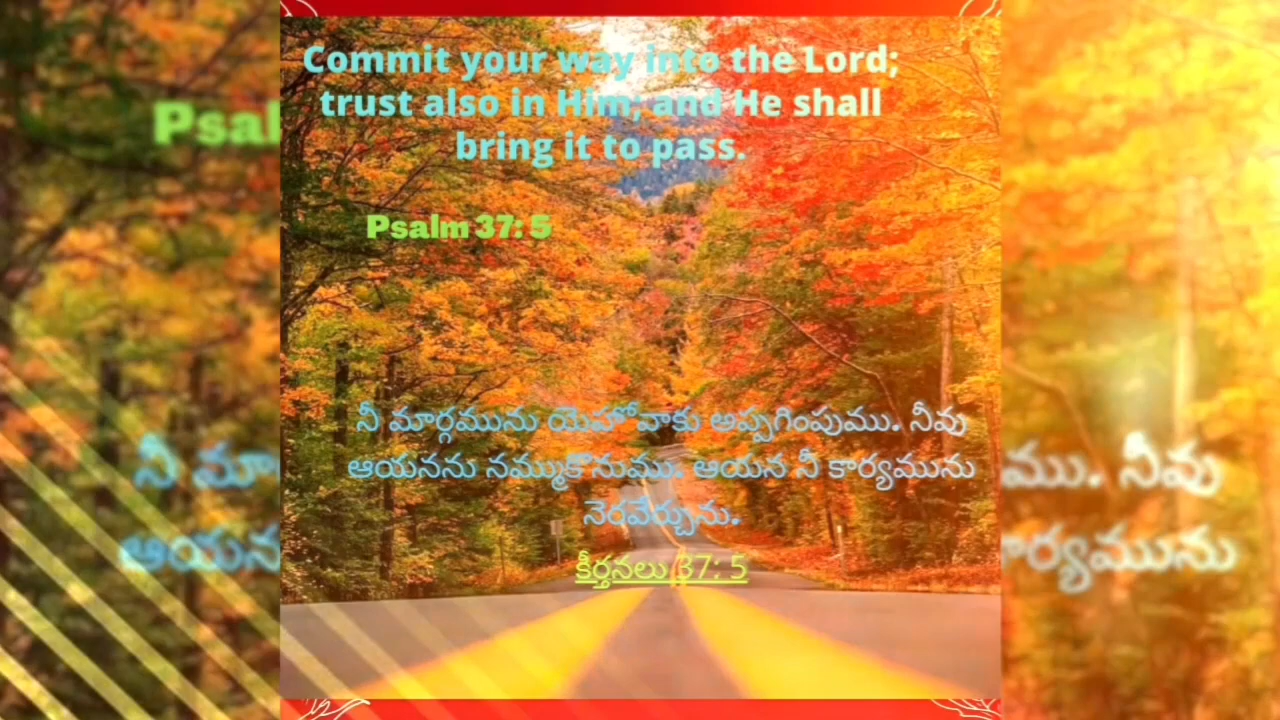 Commit your way into the Lord;
trust also in Him; and He shall
bring it to pass.
Psalm 37: 5
నీ మార్గమును యెహోవాకు అప్పగింపుము. నీవు
ఆయనను నమ్ముకొనుము. ఆయన నీ కార్యమును
నెరవేర్చును.
కీర్తనలు 37: 5